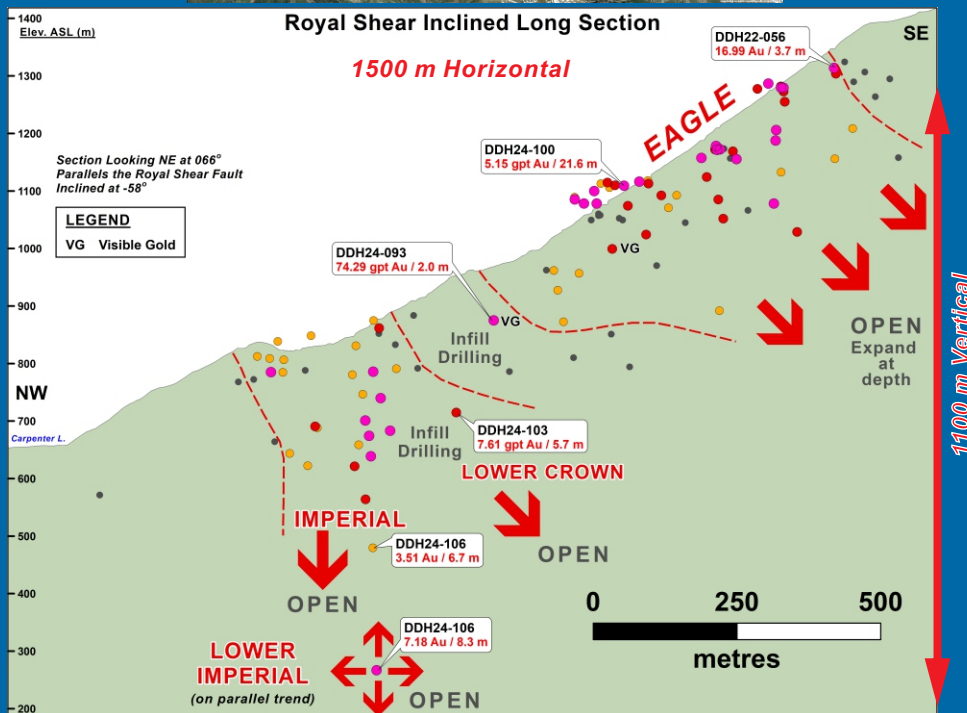 Royal Shear Inclined Long Section
1500 m Horizontal
Elev. ASL (m)
1400
1300
1200
1100
1000
900
800
700
600
500
400
300
200
SE
DDH22-056
16.99 Au / 3.7 m
EAGLE
DDH24-100
5.15 gpt Au / 21.6 m
Section Looking NE at 066°
Parallels the Royal Shear Fault
Inclined at -58°
LEGEND
VG Visible Gold
VG
DDH24-093
74.29 gpt Au / 2.0 m
VG
Infill
Drilling
OPEN
Expand
at
depth
1100 m Vertical
NW
Carpenter L.
DDH24-103
7.61 gpt Au / 5.7 m
Infill
Drilling
LOWER CROWN
IMPERIAL
DDH24-106
3.51 Au / 6.7 m
OPEN
OPEN
0 250 500
metres
DDH24-106
7.18 Au / 8.3 m
LOWER
IMPERIAL
(on parallel trend)
OPEN